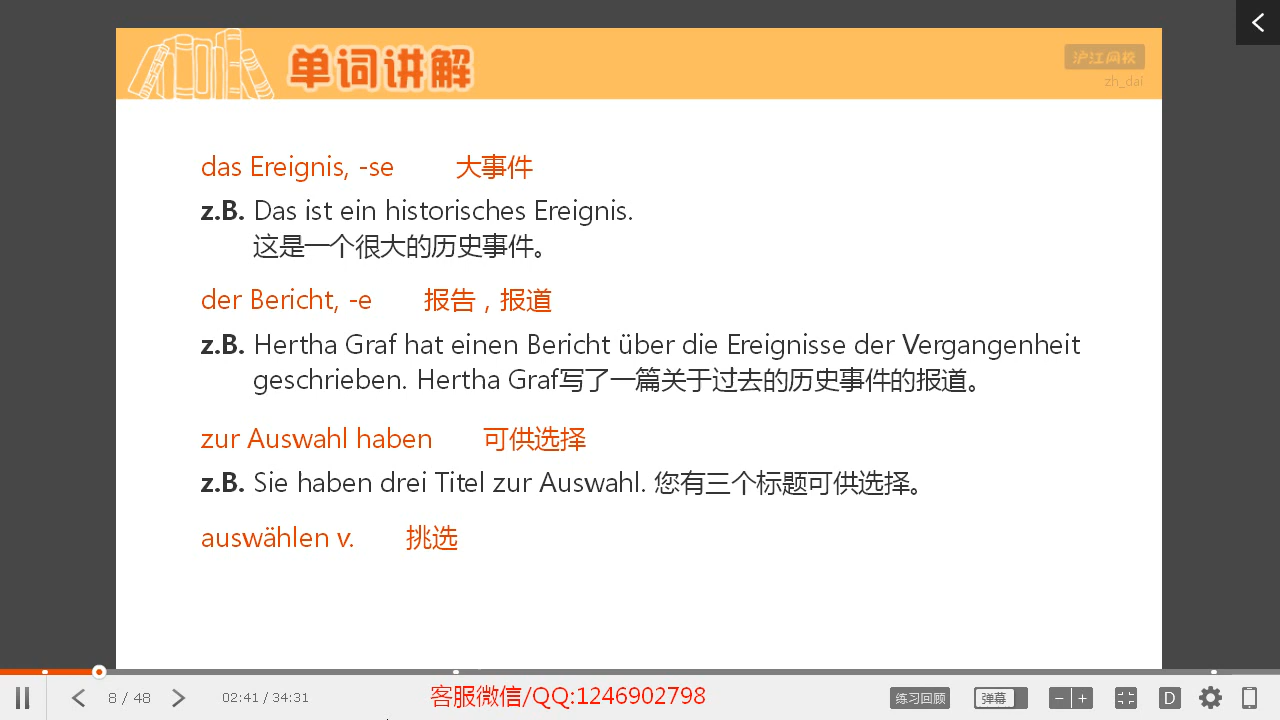 单词讲解
沪江网校
zh_dai
das Ereignis, -se 大事件
z.B. Das ist ein historisches Ereignis.
这是一个很大的历史事件。
der Bericht, -e 报告，报道
z.B. Hertha Graf hat einen Bericht über die Ereignisse der Vergangenheit
geschrieben. Hertha Graf写了一篇关于过去的历史事件的报道。
zur Auswahl haben 可供选择
z.B. Sie haben drei Titel zur Auswahl. 您有三个标题可供选择。
auswählen v. 挑选
8 / 48 02:41 / 34:31 客服微信/QQ:1246902798 练习回顾 弹幕 D